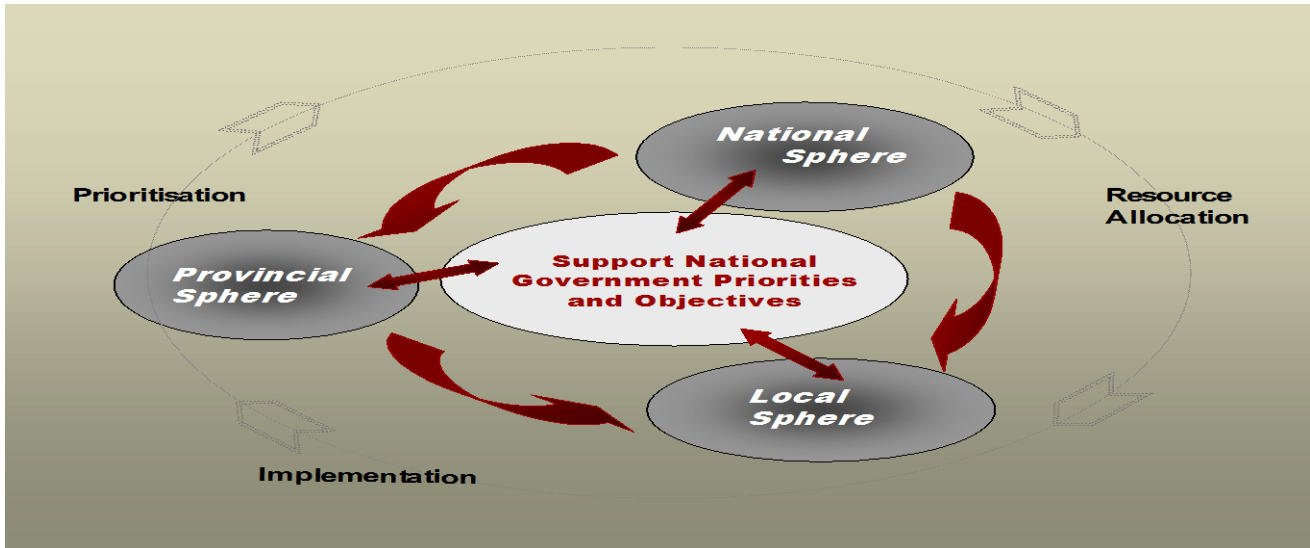 National
Sphere
Prioritisation
Resource
Allocation
Provincial
Sphere
Support National
Government Priorities
and Objectives
Local
Sphere
Implementation